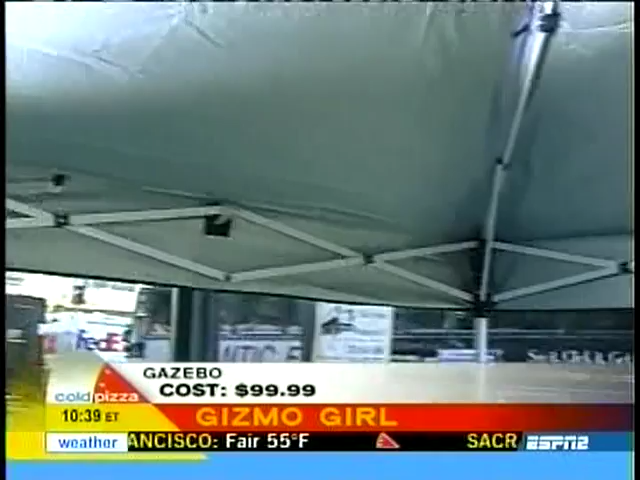 FedEx
GAZEBO
COST: $99.99
cold pizza
10:39 ET
GIZMO GIRL
weather
ANCISCO: Fair 55°F
SACR
ESPN2